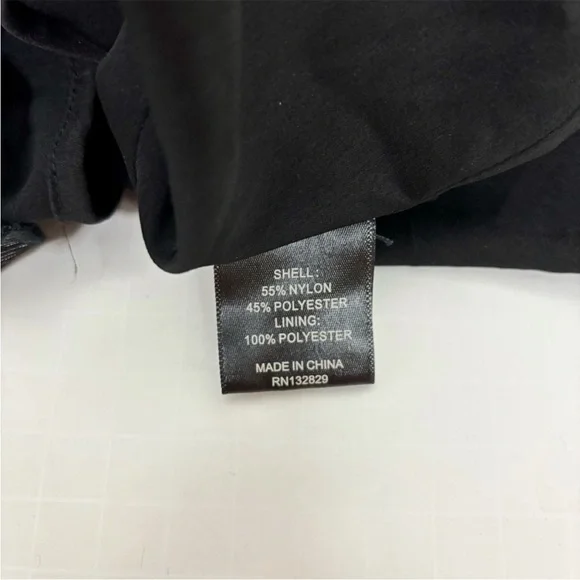 SHELL:
55% NYLON
45% POLYESTER
LINING:
100% POLYESTER
MADE IN CHINA
RN132829